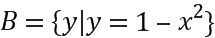 B = {y|y = 1 − x²}